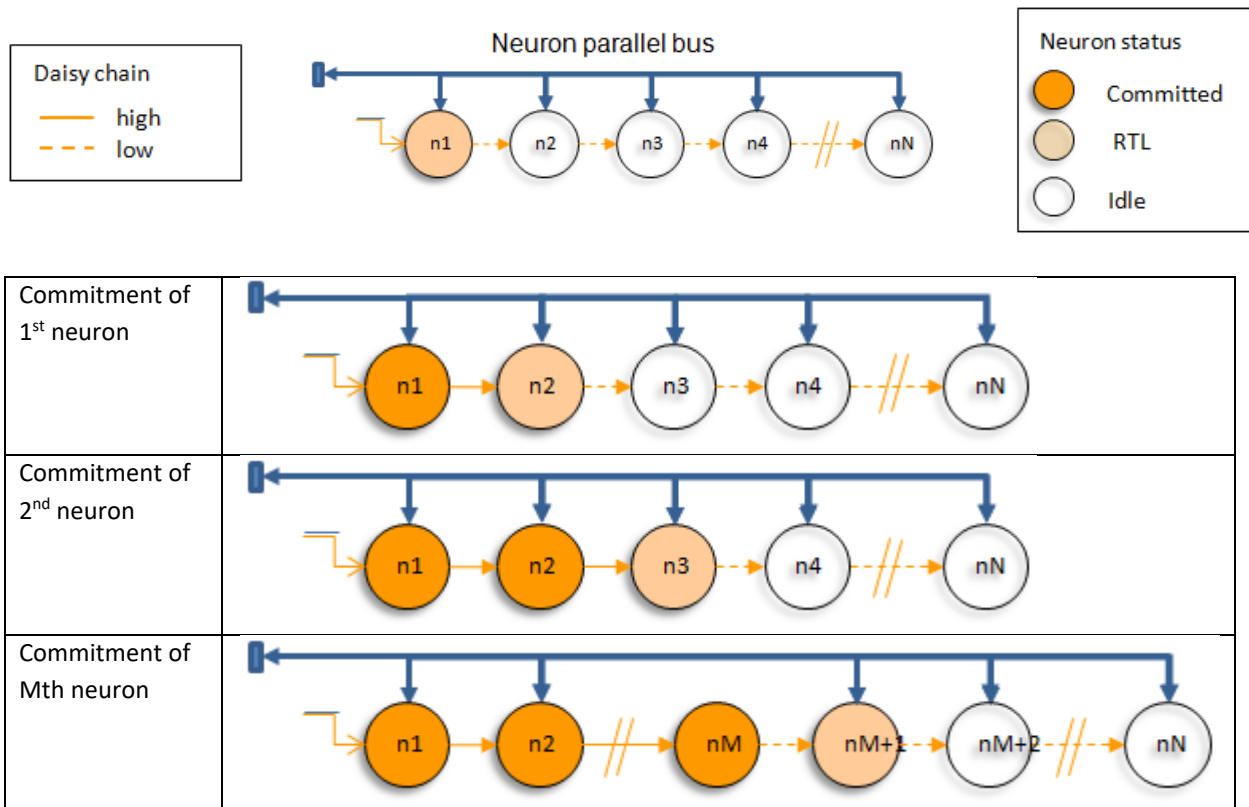 Neuron parallel bus
Daisy chain
high
low
Neuron status
Committed
RTL
Idle
n1 n2 n3 n4 nN
Commitment of
1st neuron
n1 n2 n3 n4 nN
Commitment of
2nd neuron
n1 n2 n3 n4 nN
Commitment of
Mth neuron
n1 n2 nM nM+1 nM+2 nN